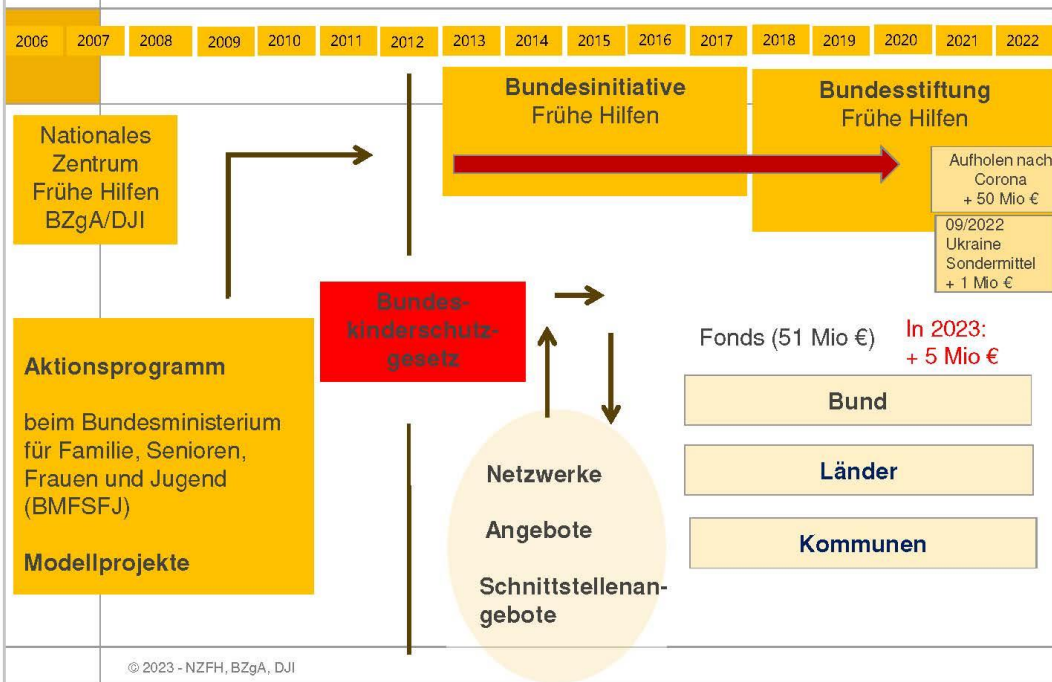 2006 2007 2008 2009 2010 2011 2012 2013 2014 2015 2016 2017 2018 2019 2020 2021 2022
Nationales
Zentrum
Frühe Hilfen
BZgA/DJI
Bundesinitiative
Frühe Hilfen
Bundesstiftung
Frühe Hilfen
Aufholen nach
Corona
+ 50 Mio €
09/2022
Ukraine
Sondermittel
+ 1 Mio €
Bundes-
kinderschutz-
gesetz
Aktionsprogramm
beim Bundesministerium
für Familie, Senioren,
Frauen und Jugend
(BMFSFJ)
Modellprojekte
Netzwerke
Angebote
Schnittstellenan-
gebote
Fonds (51 Mio €)
In 2023:
+ 5 Mio €
Bund
Länder
Kommunen
© 2023 - NZFH, BZgA, DJI